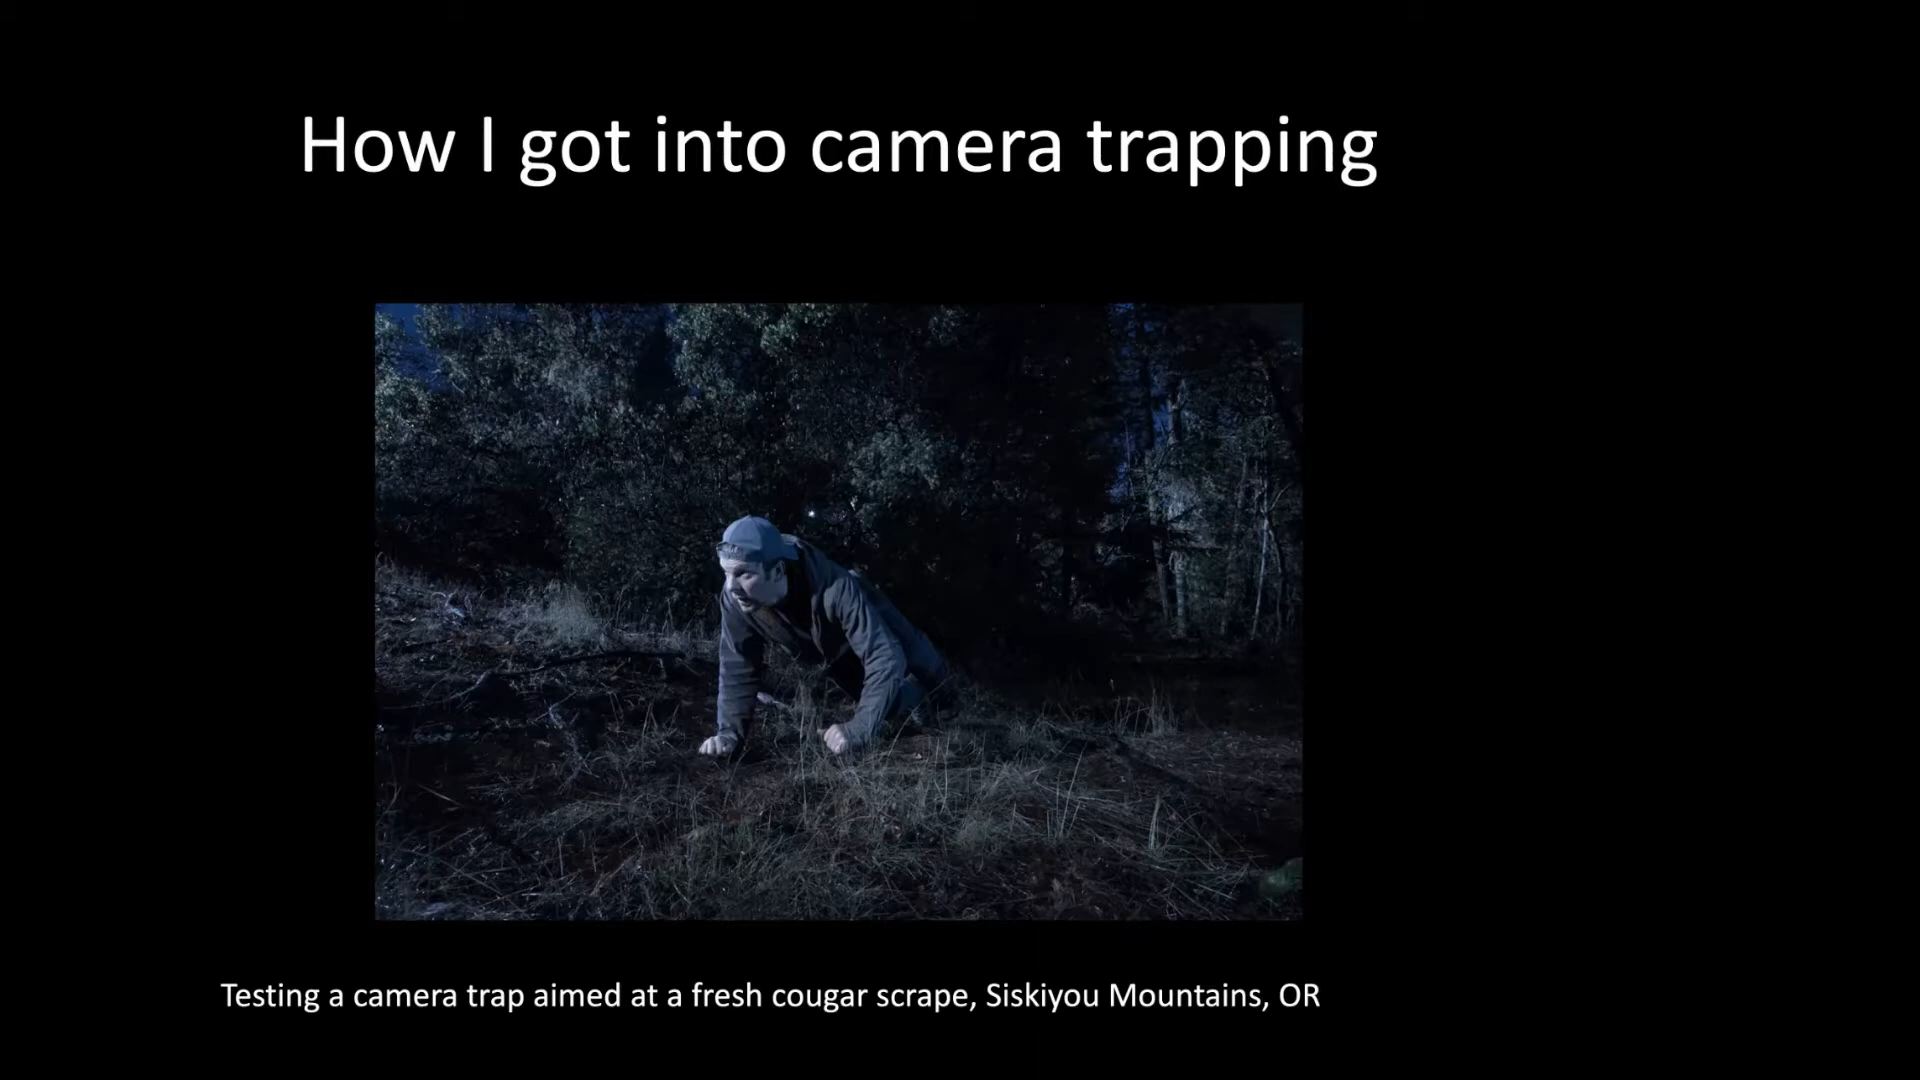 How I got into camera trapping
Testing a camera trap aimed at a fresh cougar scrape, Siskiyou Mountains, OR